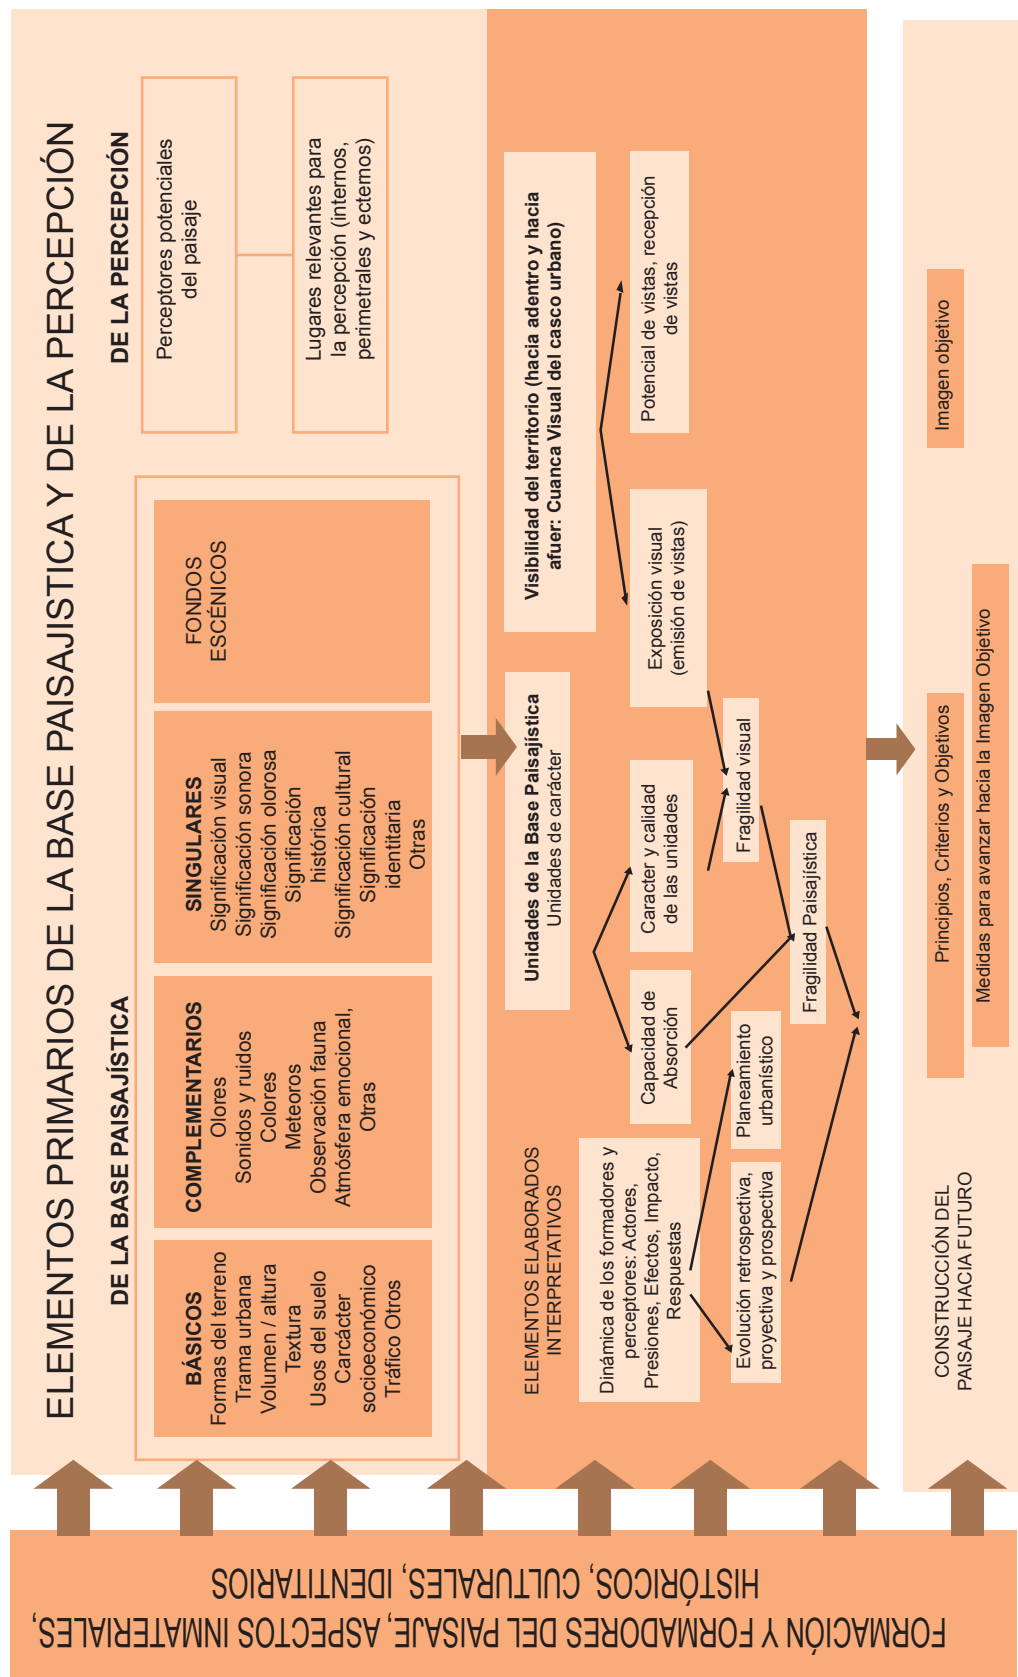 ELEMENTOS PRIMARIOS DE LA BASE PAISAJISTICA Y DE LA PERCEPCIÓN
DE LA BASE PAISAJÍSTICA
BÁSICOS
Formas del terreno
Trama urbana
Volumen / altura
Textura
Usos del suelo
Carcácter
socioeconómico
Tráfico Otros
COMPLEMENTARIOS
Olores
Sonidos y ruidos
Colores
Meteoros
Observación fauna
Atmósfera emocional,
Otras
SINGULARES
Significación visual
Significación sonora
Significación olorosa
Significación
histórica
Significación cultural
Significación
identitaria
Otras
FONDOS
ESCÉNICOS
DE LA PERCEPCIÓN
Perceptores potenciales
del paisaje
Lugares relevantes para
la percepción (internos,
perimetrales y ecternos)
ELEMENTOS ELABORADOS
INTERPRETATIVOS
Unidades de la Base Paisajística
Unidades de carácter
Visibilidad del territorio (hacia adentro y hacia
afuer: Cuanca Visual del casco urbano)
Dinámica de los formadores y
perceptores: Actores,
Presiones, Efectos, Impacto,
Respuestas
Capacidad de
Absorción
Caracter y calidad
de las unidades
Exposición visual
(emisión de vistas)
Potencial de vistas, recepción
de vistas
Evolución retrospectiva,
proyectiva y prospectiva
Planeamiento
urbanístico
Fragilidad visual
Fragilidad Paisajística
CONSTRUCCIÓN DEL
PAISAJE HACIA FUTURO
Principios, Criterios y Objetivos
Imagen objetivo
Medidas para avanzar hacia la Imagen Objetivo
FORMACIÓN Y FORMADORES DEL PAISAJE, ASPECTOS INMATERIALES,
HISTÓRICOS, CULTURALES, IDENTITARIOS